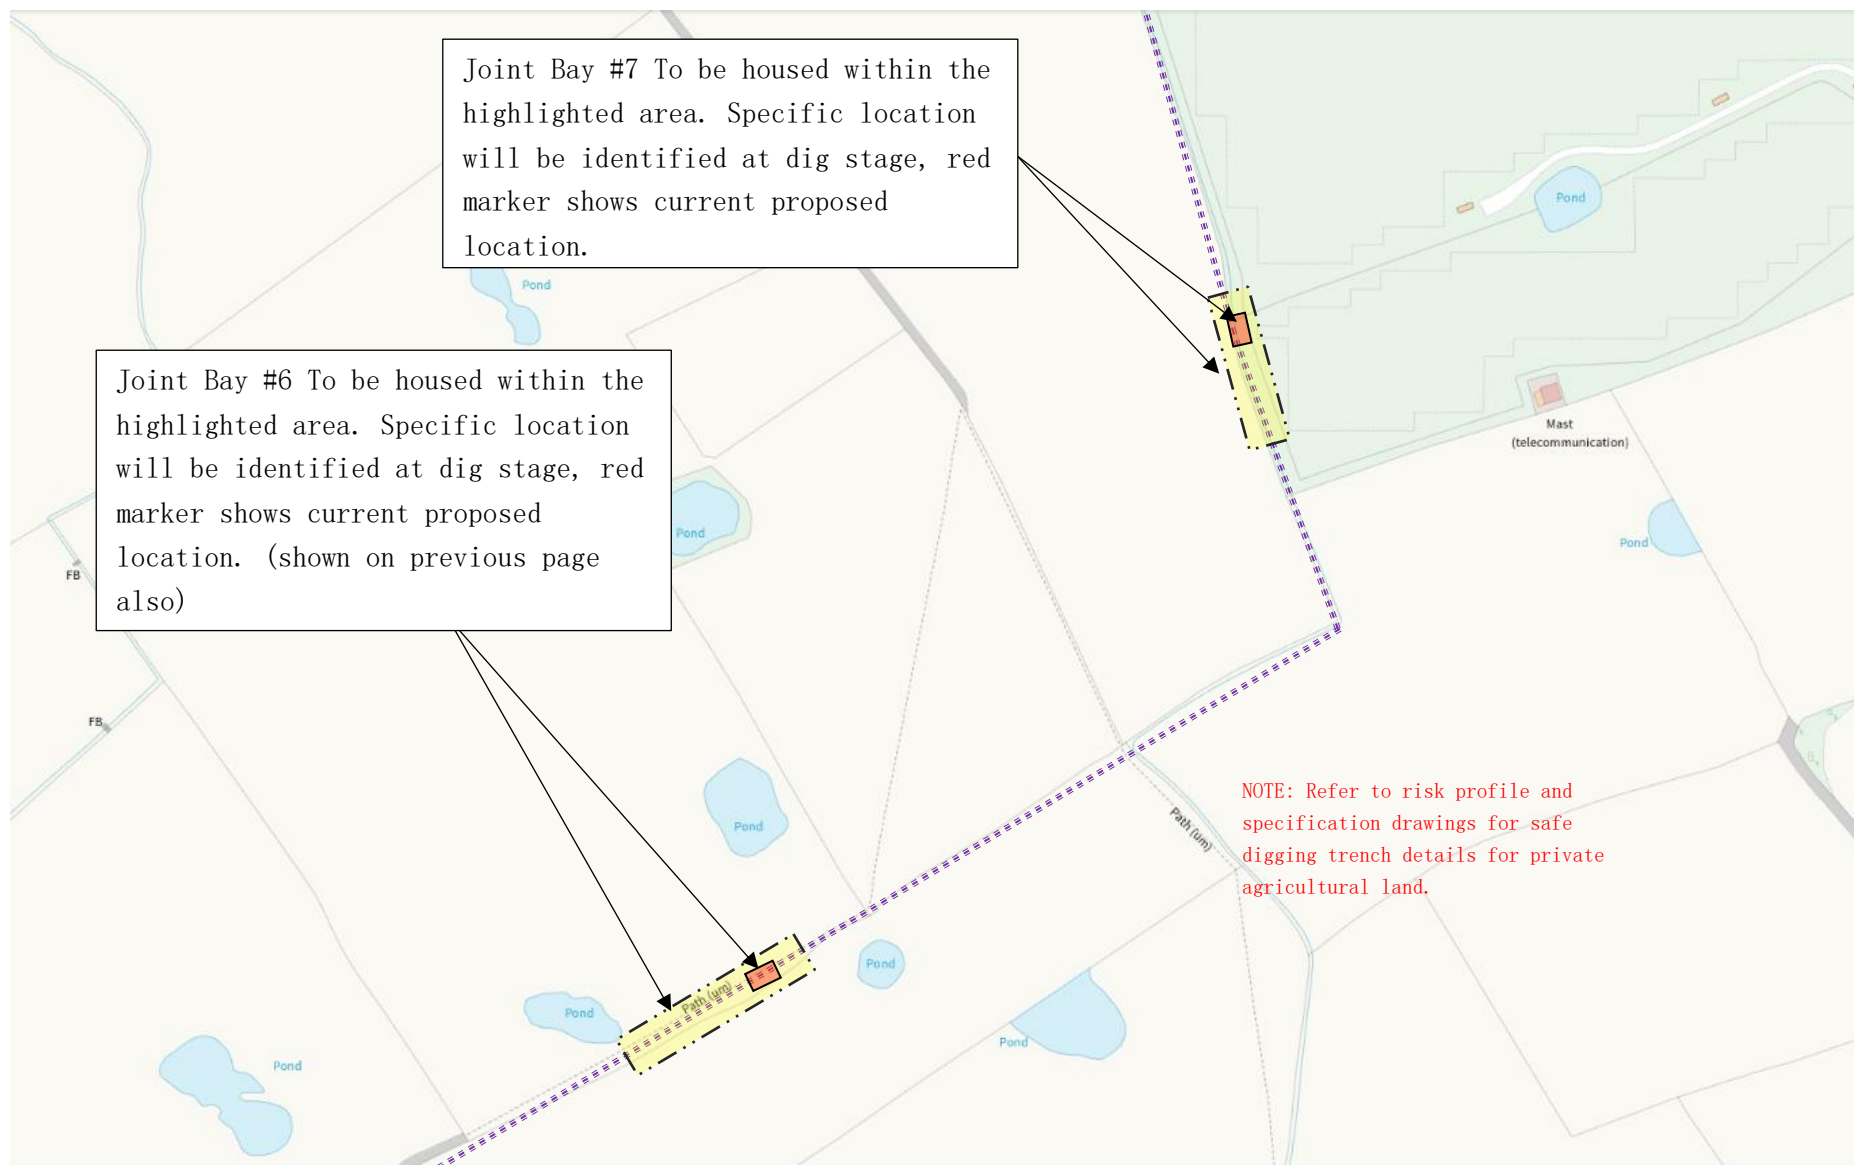 Joint Bay #7 To be housed within the
highlighted area. Specific location
will be identified at dig stage, red
marker shows current proposed
location.
Pond
Pond
Joint Bay #6 To be housed within the
highlighted area. Specific location
will be identified at dig stage, red
marker shows current proposed
location. (shown on previous page
also)
Mast
(telecommunication)
Pond
Pond
FB
FB
Pond
Path (um)
NOTE: Refer to risk profile and
specification drawings for safe
digging trench details for private
agricultural land.
Pond
Path (um)
Pond
Pond
Pond